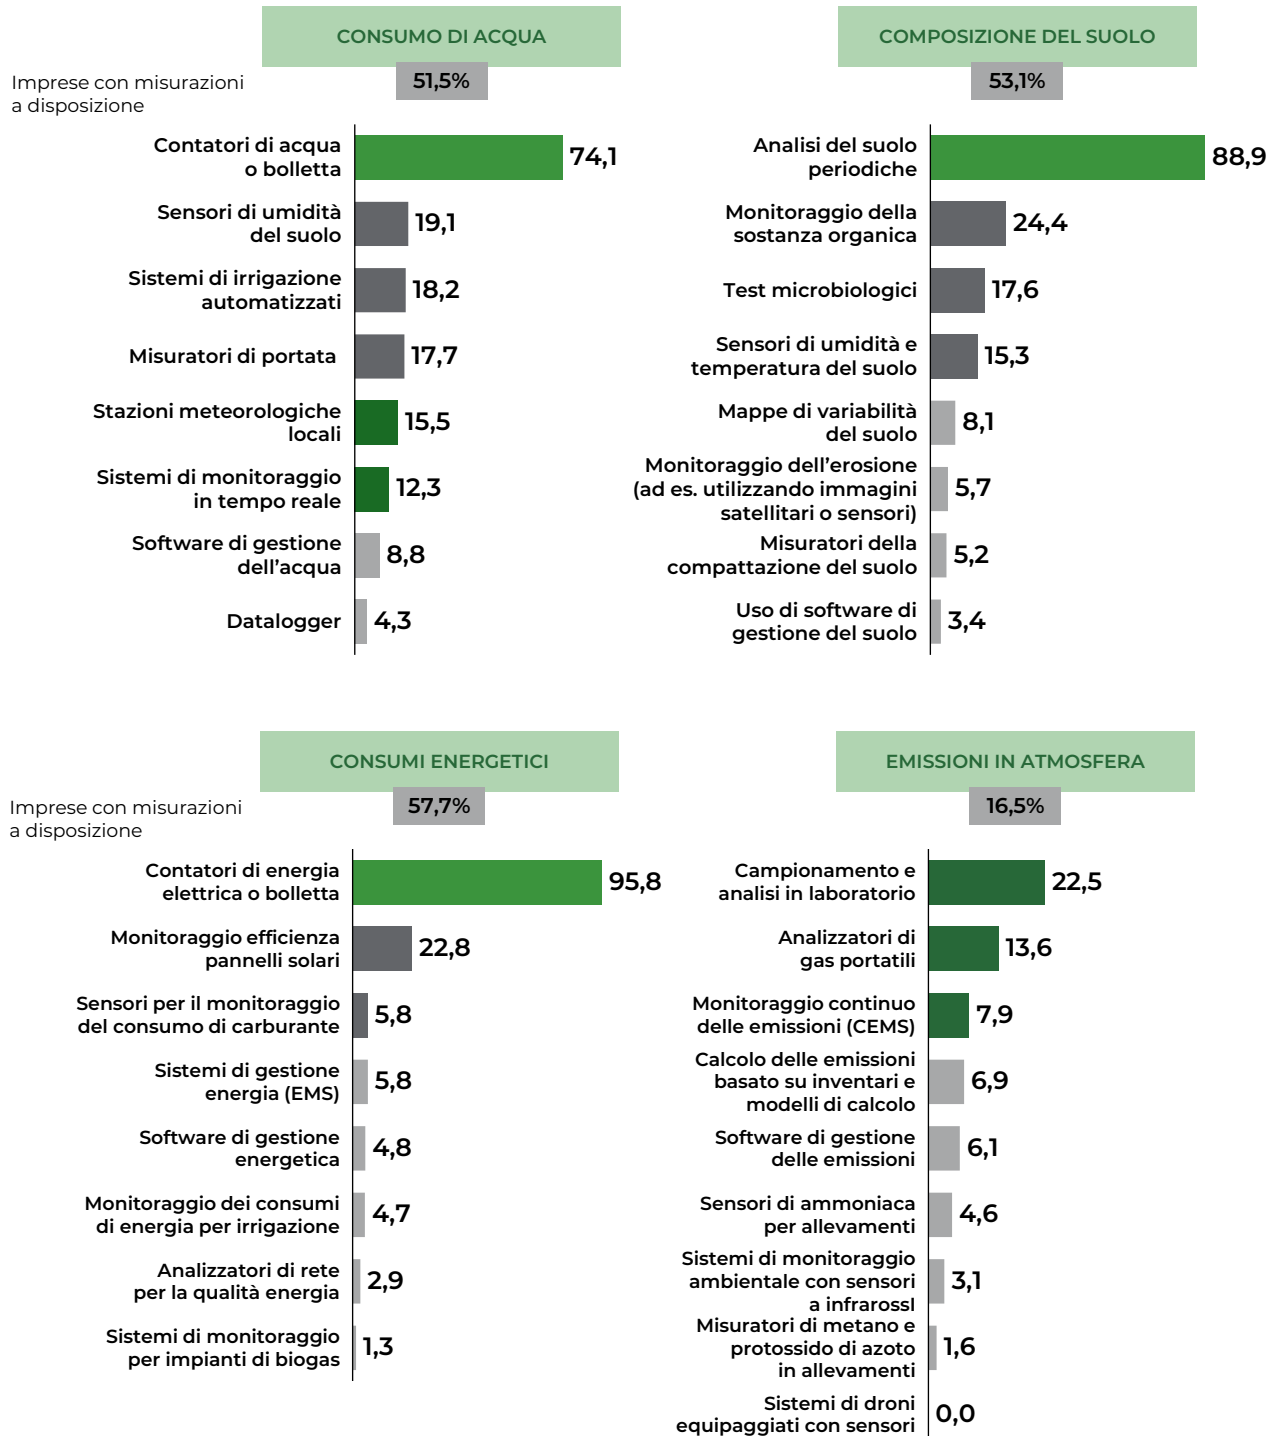 CONSUMO DI ACQUA
Imprese con misurazioni
a disposizione
51,5%
Contatori di acqua
o bolletta
74,1
Sensori di umidità
del suolo
19,1
Sistemi di irrigazione
automatizzati
18,2
Misuratori di portata
17,7
Stazioni meteorologiche
locali
15,5
Sistemi di monitoraggio
in tempo reale
12,3
Software di gestione
dell'acqua
8,8
Datalogger
4,3
COMPOSIZIONE DEL SUOLO
53,1%
Analisi del suolo
periodiche
88,9
Monitoraggio della
sostanza organica
24,4
Test microbiologici
17,6
Sensori di umidità e
temperatura del suolo
15,3
Mappe di variabilità
del suolo
8,1
Monitoraggio dell'erosione
(ad es. utilizzando immagini
satellitari o sensori)
5,7
Misuratori della
compattazione del suolo
5,2
Uso di software di
gestione del suolo
3,4
CONSUMI ENERGETICI
Imprese con misurazioni
a disposizione
57,7%
Contatori di energia
elettrica o bolletta
95,8
Monitoraggio efficienza
pannelli solari
22,8
Sensori per il monitoraggio
del consumo di carburante
5,8
Sistemi di gestione
energia (EMS)
5,8
Software di gestione
energetica
4,8
Monitoraggio dei consumi
di energia per irrigazione
4,7
Analizzatori di rete
per la qualità energia
2,9
Sistemi di monitoraggio
per impianti di biogas
1,3
EMISSIONI IN ATMOSFERA
16,5%
Campionamento e
analisi in laboratorio
22,5
Analizzatori di
gas portatili
13,6
Monitoraggio continuo
delle emissioni (CEMS)
7,9
Calcolo delle emissioni
basato su inventari e
modelli di calcolo
6,9
Software di gestione
delle emissioni
6,1
Sensori di ammoniaca
per allevamenti
4,6
Sistemi di monitoraggio
ambientale con sensori
a infrarossI
3,1
Misuratori di metano e
protossido di azoto
in allevamenti
1,6
Sistemi di droni
equipaggiati con sensori
0,0